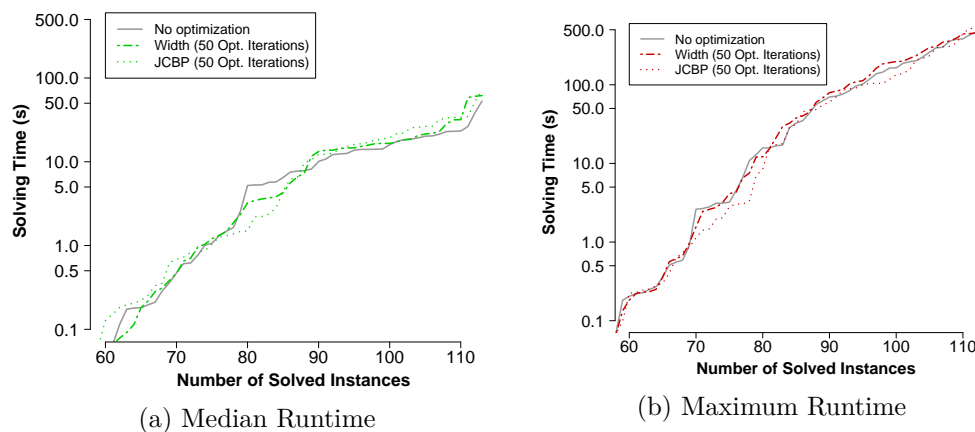 500.0
100.0
50.0
10.0
5.0
1.0
0.5
0.1
Solving Time (s)
No optimization
Width (50 Opt. Iterations)
JCBP (50 Opt. Iterations)
60 70 80 90 100 110
Number of Solved Instances
(a) Median Runtime
500.0
100.0
50.0
10.0
5.0
1.0
0.5
0.1
Solving Time (s)
No optimization
Width (50 Opt. Iterations)
JCBP (50 Opt. Iterations)
60 70 80 90 100 110
Number of Solved Instances
(b) Maximum Runtime